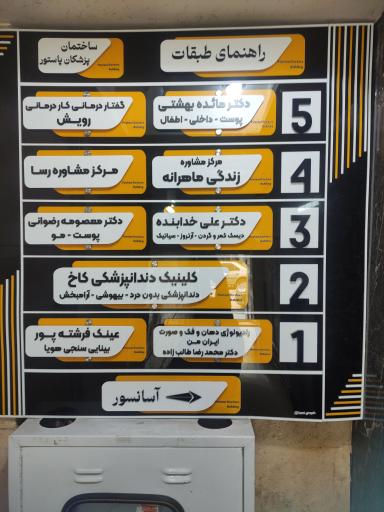 راهنمای طبقات
ساختمان
پزشکان پاستور
5
دکتر مائده بهشتی
پوست - داخلی - اطفال
گفتار درمانی کار درمانی
رویش
4
مرکز مشاوره
زندگی ماهرانه
مرکز مشاوره رسا
3
دکتر علی خدابنده
دیسک کمر و گردن - آرتروز - سیاتیک
دکتر معصومه رضوانی
پوست - مو
2
کلینیک دندانپزشکی کاخ
دندانپزشکی بدون درد - بیهوشی - آرامبخش
1
رادیولوژی دهان و فک و صورت
ایران من
دکتر محمد رضا طالب زاده
عینک فرشته پور
بینایی سنجی هویا
آسانسور